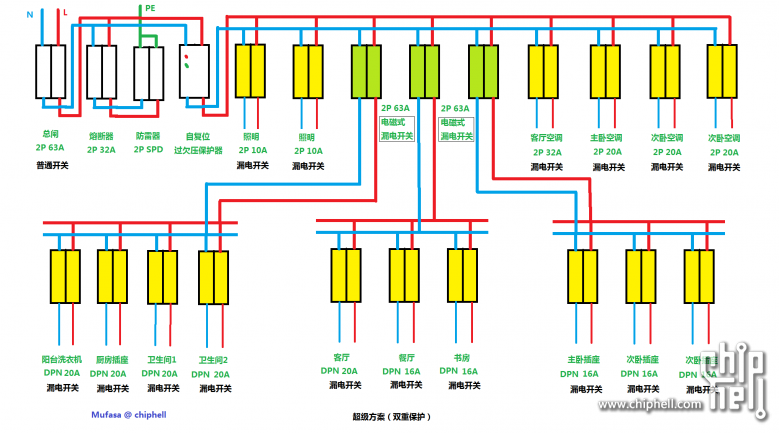 N L PE
总闸 熔断器 防雷器 自复位 照明 照明 2P 63A 2P 63A 客厅空调 主卧空调 次卧空调 次卧空调
2P 63A 2P 32A 2P SPD 过欠压保护器 2P 10A 2P 10A 电磁式 电磁式 2P 32A 2P 20A 2P 20A 2P 20A
普通开关 漏电开关 漏电开关 漏电开关 漏电开关 漏电开关 漏电开关 漏电开关 漏电开关
阳台洗衣机 厨房插座 卫生间1 卫生间2 客厅 餐厅 书房 主卧插座 次卧插座 次卧插座
DPN 20A DPN 20A DPN 20A DPN 20A DPN 20A DPN 16A DPN 16A DPN 16A DPN 16A DPN 16A
漏电开关 漏电开关 漏电开关 漏电开关 漏电开关 漏电开关 漏电开关 漏电开关 漏电开关 漏电开关
Mufasa @ chiphell 超级方案（双重保护） www.chiphell.com
chip
hell